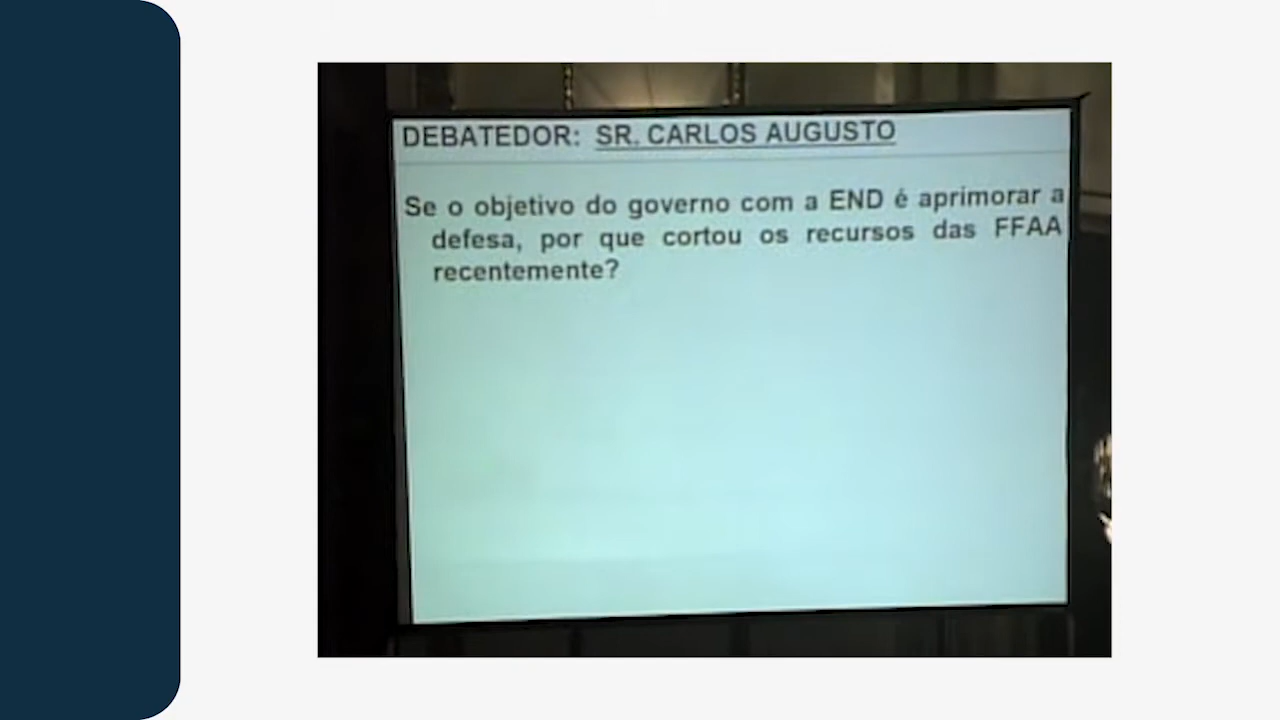 DEBATEDOR: SR. CARLOS AUGUSTO
Se o objetivo do governo com a END é aprimorar a
defesa, por que cortou os recursos das FFAA
recentemente?